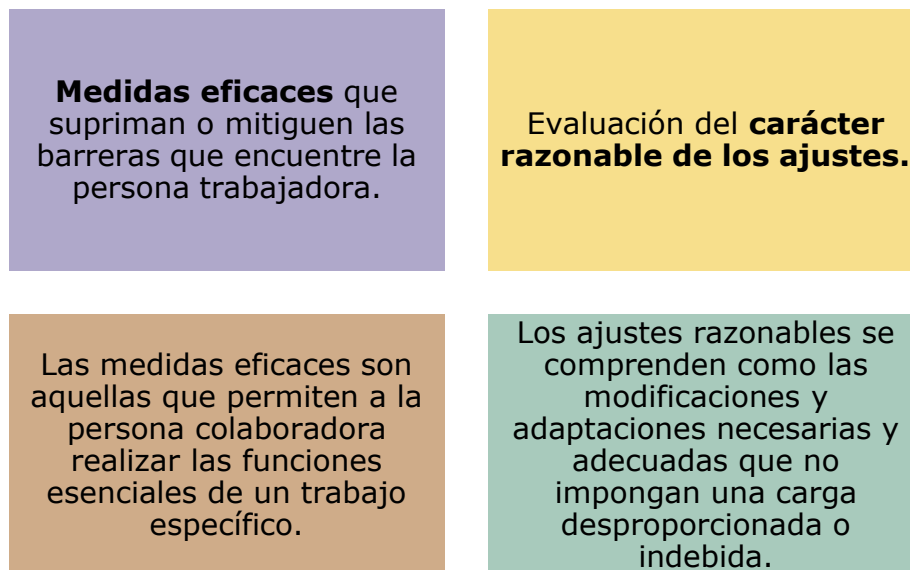 Medidas eficaces que
supriman o mitiguen las
barreras que encuentre la
persona trabajadora.
Evaluación del carácter
razonable de los ajustes.
Las medidas eficaces son
aquellas que permiten a la
persona colaboradora
realizar las funciones
esenciales de un trabajo
específico.
Los ajustes razonables se
comprenden como las
modificaciones y
adaptaciones necesarias y
adecuadas que no
impongan una carga
desproporcionada o
indebida.